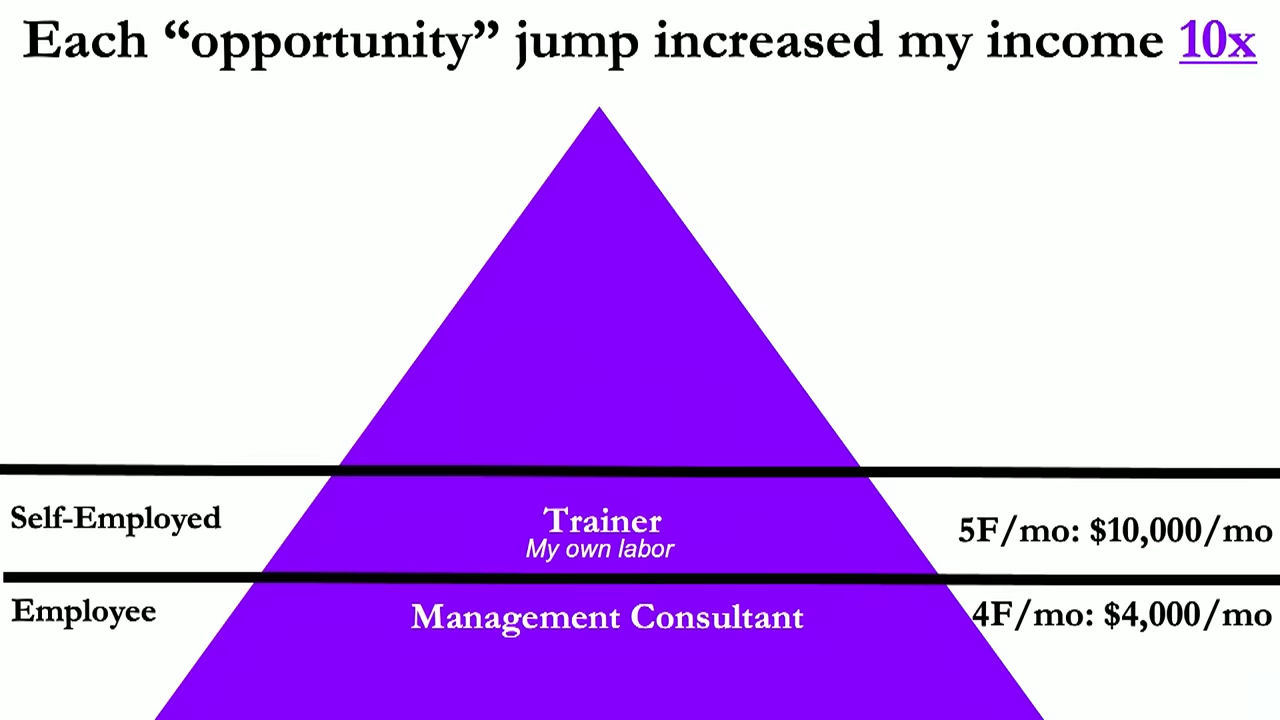 Each “opportunity” jump increased my income 10x
Self-Employed
Trainer
My own labor
5F/mo: $10,000/mo
Employee
Management Consultant
4F/mo: $4,000/mo